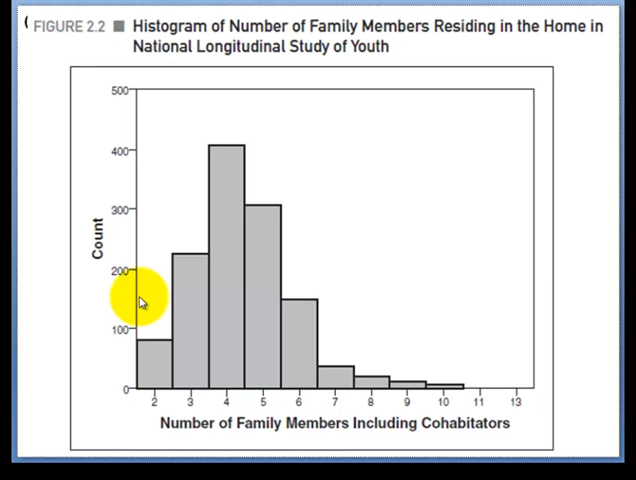 ( FIGURE 2.2 ■ Histogram of Number of Family Members Residing in the Home in
National Longitudinal Study of Youth
500
400
300
200
100
0
Count
2 3 4 5 6 7 8 9 10 11 13
Number of Family Members Including Cohabitators